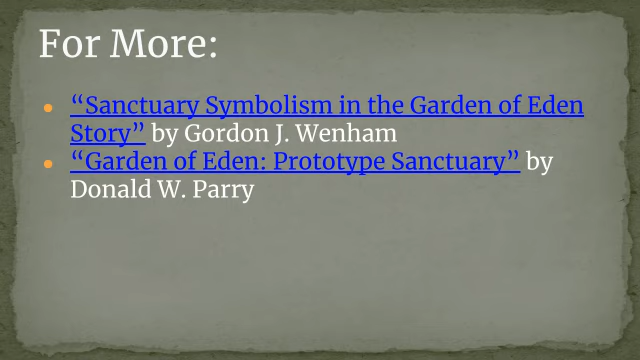 For More:
• “Sanctuary Symbolism in the Garden of Eden
Story” by Gordon J. Wenham
• “Garden of Eden: Prototype Sanctuary” by
Donald W. Parry